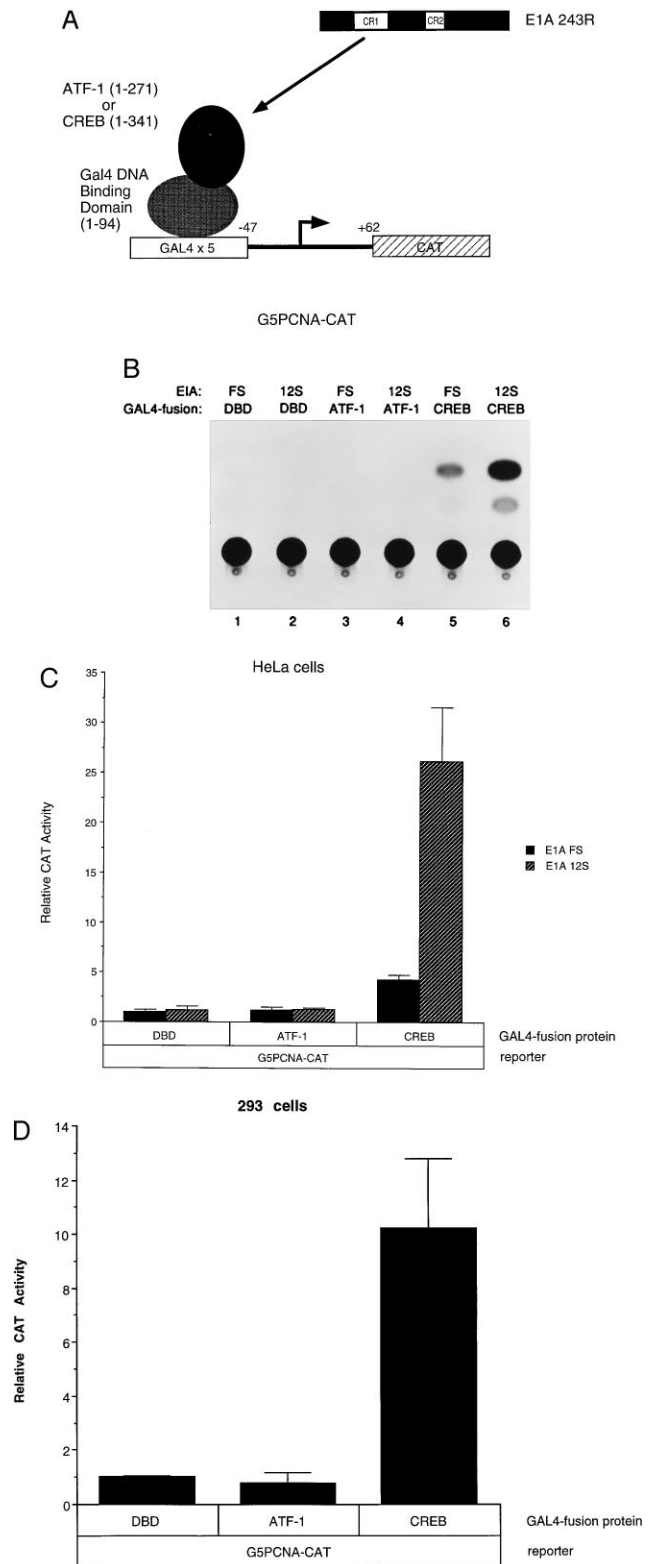 A
CR1
CR2
E1A 243R
ATF-1 (1-271)
or
CREB (1-341)
Gal4 DNA
Binding
Domain
(1-94)
-47
+62
GAL4 x 5
CAT
G5PCNA-CAT
B
EIA: FS 12S FS 12S FS 12S
GAL4-fusion: DBD DBD ATF-1 ATF-1 CREB CREB
1 2 3 4 5 6
C
HeLa cells
35
30
25
20
15
10
5
0
Relative CAT Activity
E1A FS
E1A 12S
DBD ATF-1 CREB GAL4-fusion protein
G5PCNA-CAT reporter
293 cells
D
14
12
10
8
6
4
2
0
Relative CAT Activity
DBD ATF-1 CREB GAL4-fusion protein
G5PCNA-CAT reporter